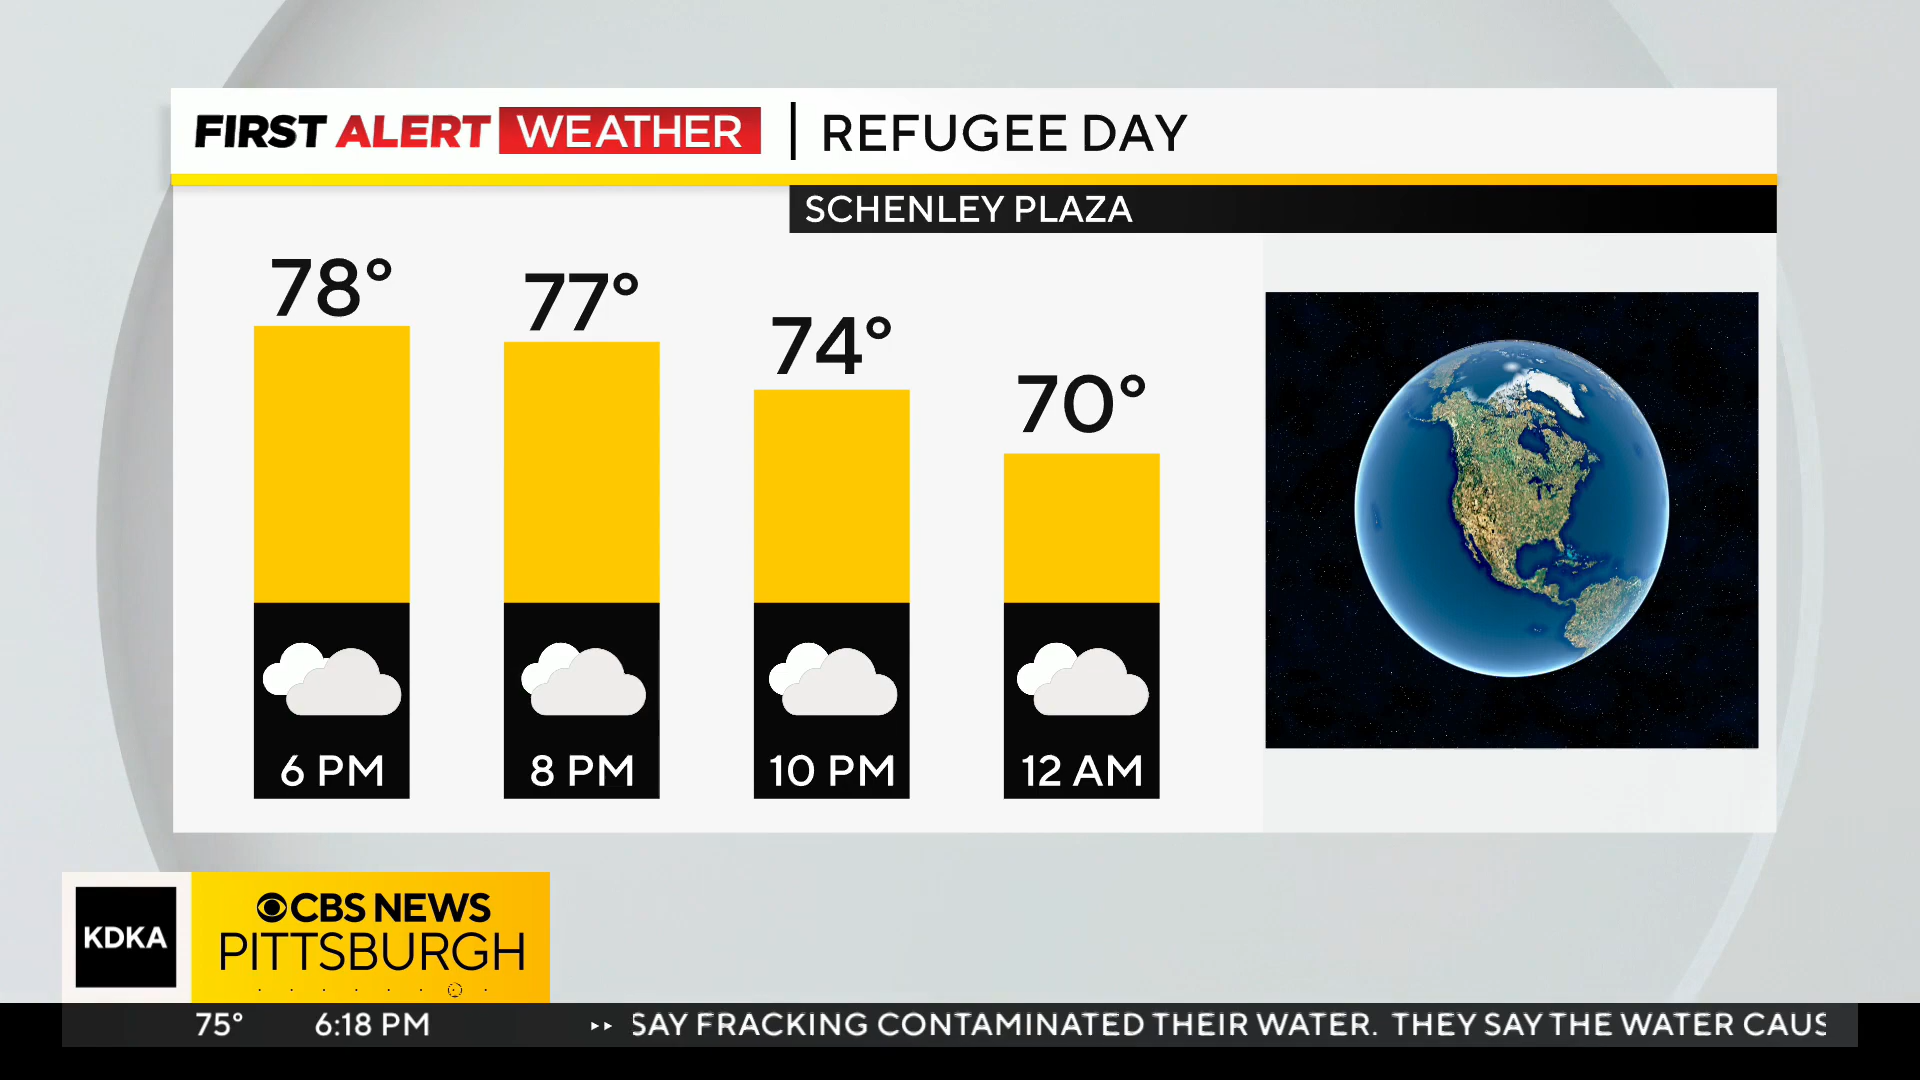 FIRST ALERT WEATHER | REFUGEE DAY
SCHENLEY PLAZA
78° 77° 74° 70°
6 PM 8 PM 10 PM 12 AM
KDKA
CBS NEWS
PITTSBURGH
75° 6:18 PM SAY FRACKING CONTAMINATED THEIR WATER. THEY SAY THE WATER CAUS